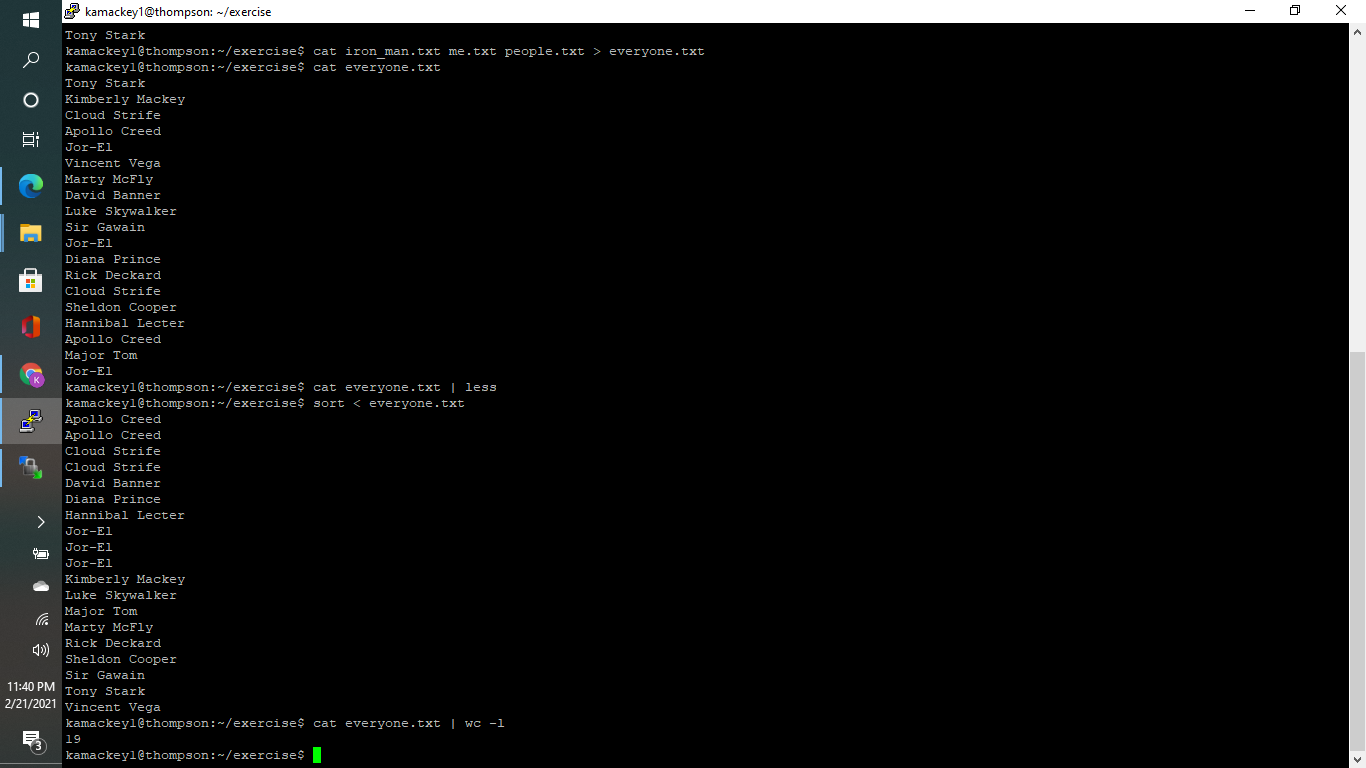 kamackey1@thompson: ~/exercise
Tony Stark
kamackey1@thompson:~/exercise$ cat iron_man.txt me.txt people.txt > everyone.txt
kamackey1@thompson:~/exercise$ cat everyone.txt
Tony Stark
Kimberly Mackey
Cloud Strife
Apollo Creed
Jor-El
Vincent Vega
Marty McFly
David Banner
Luke Skywalker
Sir Gawain
Jor-El
Diana Prince
Rick Deckard
Cloud Strife
Sheldon Cooper
Hannibal Lecter
Apollo Creed
Major Tom
Jor-El
kamackey1@thompson:~/exercise$ cat everyone.txt | less
kamackey1@thompson:~/exercise$ sort < everyone.txt
Apollo Creed
Apollo Creed
Cloud Strife
Cloud Strife
David Banner
Diana Prince
Hannibal Lecter
Jor-El
Jor-El
Jor-El
Kimberly Mackey
Luke Skywalker
Major Tom
Marty McFly
Rick Deckard
Sheldon Cooper
Sir Gawain
Tony Stark
Vincent Vega
kamackey1@thompson:~/exercise$ cat everyone.txt | wc -l
19
kamackey1@thompson:~/exercise$
K
11:40 PM
2/21/2021
3